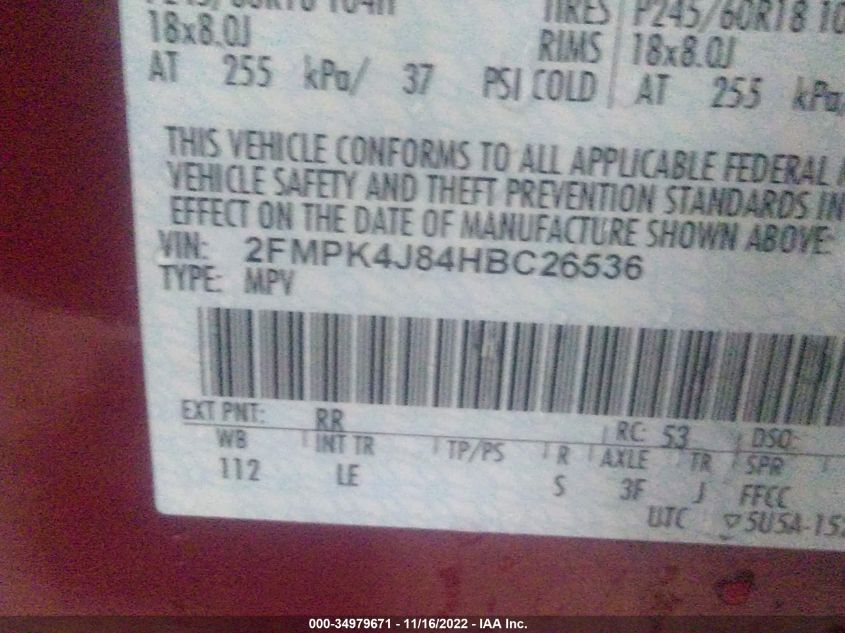 TIRES P245/60R18
18x8.0J RIMS 18x8.0J
AT 255 kPa/ 37 PSI COLD AT 255 kPa/
THIS VEHICLE CONFORMS TO ALL APPLICABLE FEDERAL
VEHICLE SAFETY AND THEFT PREVENTION STANDARDS IN
EFFECT ON THE DATE OF MANUFACTURE SHOWN ABOVE:
VIN: 2FMPK4J84HBC26536
TYPE: MPV
EXT PNT: RR RC: 53 DSO:
WB INT TR TP/PS R AXLE TR SPR
112 LE S 3F J FFCC
UTC 5U5A-152
000-34979671 - 11/16/2022 - IAA Inc.